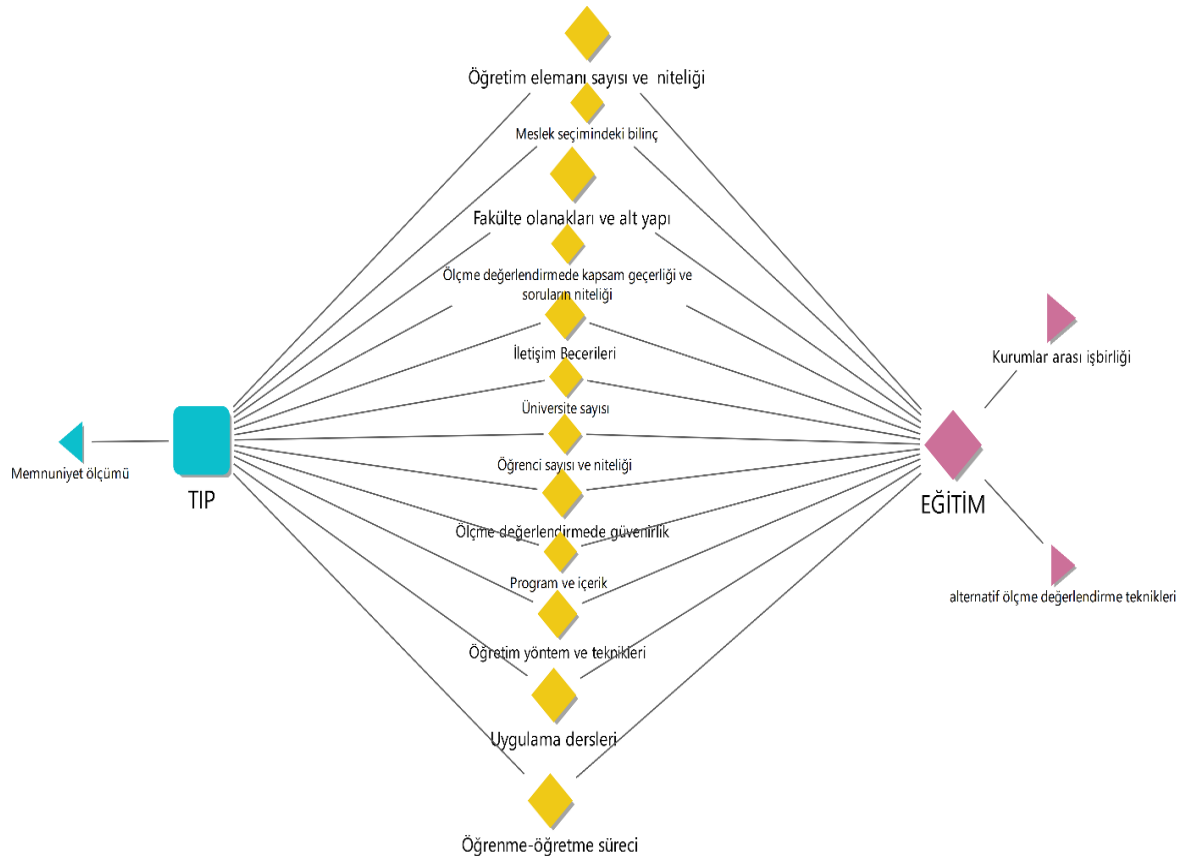 Öğretim elemanı sayısı ve niteliği
Meslek seçimindeki bilinç
Fakülte olanakları ve alt yapı
Ölçme değerlendirmede kapsam geçerliği ve
soruların niteliği
İletişim Becerileri
Kurumlar arası işbirliği
Üniversite sayısı
Öğrenci sayısı ve niteliği
Memnuniyet ölçümü
TIP
EĞİTİM
Ölçme değerlendirmede güvenirlik
Program ve içerik
alternatif ölçme değerlendirme teknikleri
Öğretim yöntem ve teknikleri
Uygulama dersleri
Öğrenme-öğretme süreci